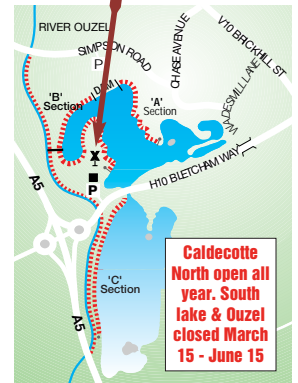 RIVER OUZEL
SIMPSON ROAD
P
CHASE AVENUE
V10 BRICKHILL ST
WADESMILL LANE
'B'
Section
DAM
'A'
Section
P
H10 BLETCHAM WAY
A5
'C'
Section
A5
Caldecotte
North open all
year. South
lake & Ouzel
closed March
15 - June 15